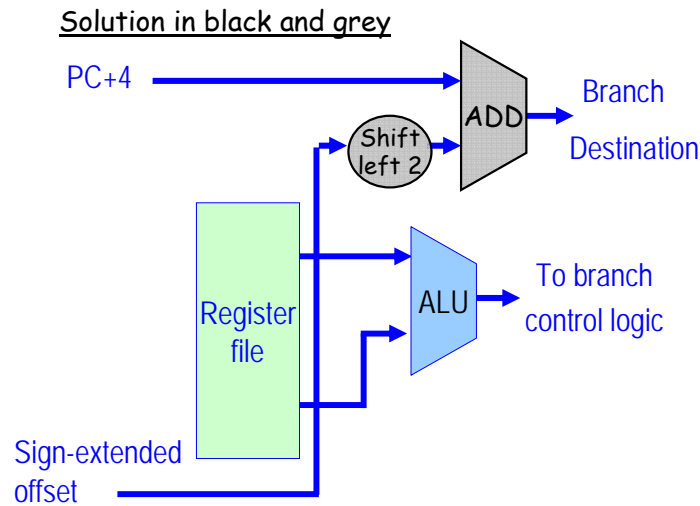 Solution in black and grey
PC+4
ADD
Branch
Destination
Shift
left 2
Register
file
ALU
To branch
control logic
Sign-extended
offset